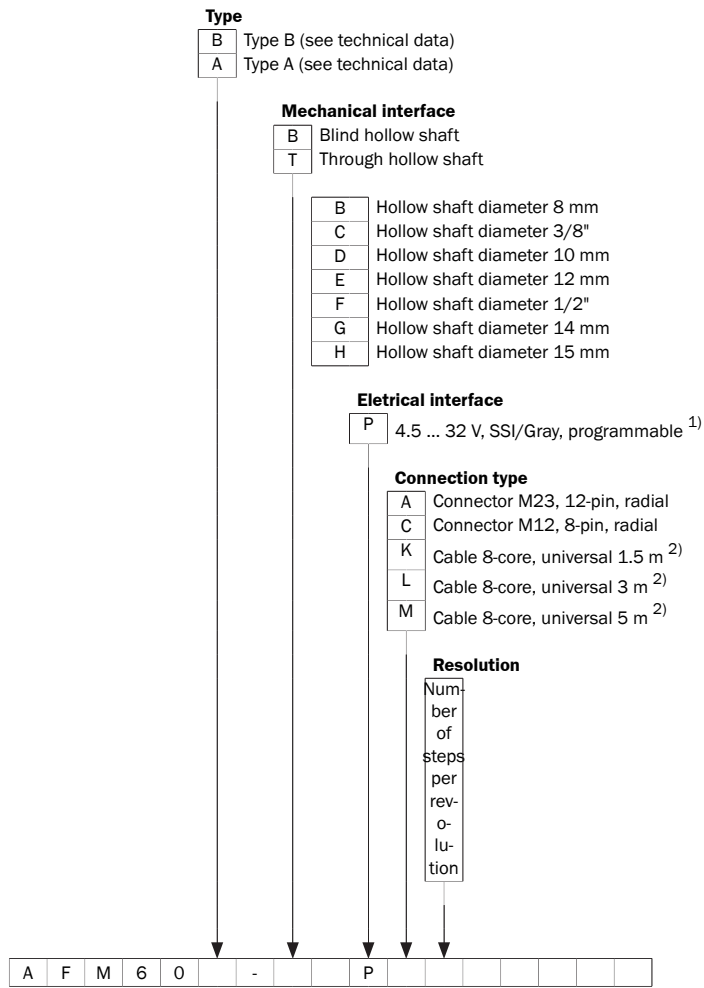 Type
B Type B (see technical data)
A Type A (see technical data)
Mechanical interface
B Blind hollow shaft
T Through hollow shaft
B Hollow shaft diameter 8 mm
C Hollow shaft diameter 3/8"
D Hollow shaft diameter 10 mm
E Hollow shaft diameter 12 mm
F Hollow shaft diameter 1/2"
G Hollow shaft diameter 14 mm
H Hollow shaft diameter 15 mm
Eletrical interface
P 4.5 ... 32 V, SSI/Gray, programmable 1)
Connection type
A Connector M23, 12-pin, radial
C Connector M12, 8-pin, radial
K Cable 8-core, universal 1.5 m 2)
L Cable 8-core, universal 3 m 2)
M Cable 8-core, universal 5 m 2)
Resolution
Num-
ber
of
steps
per
rev-
o-
lu-
tion
A F M 6 0 - P